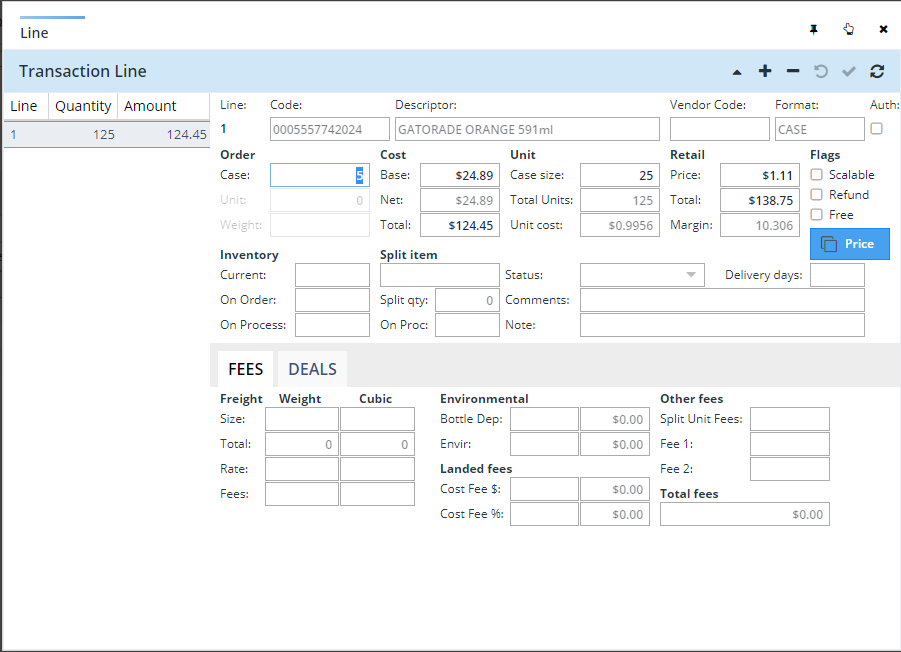 Line
Transaction Line
Line Quantity Amount
1 125 124.45
Line: Code: Descriptor: Vendor Code: Format: Auth:
1 0005557742024 GATORADE ORANGE 591ml CASE
Order Cost Unit Retail Flags
Case: 5 Base: $24.89 Case size: 25 Price: $1.11 Scalable
Unit: 0 Net: $24.89 Total Units: 125 Total: $138.75 Refund
Weight: Total: $124.45 Unit cost: $0.9956 Margin: 10.306 Free
Price
Inventory Split item
Current: Status: Delivery days:
On Order: Split qty: 0 Comments:
On Process: On Proc: Note:
FEES DEALS
Freight Weight Cubic Environmental Other fees
Size: Bottle Dep: $0.00 Split Unit Fees:
Total: 0 0 Envir: $0.00 Fee 1:
Rate: Landed fees Fee 2:
Fees: Cost Fee $: $0.00 Total fees
Cost Fee %: $0.00 $0.00